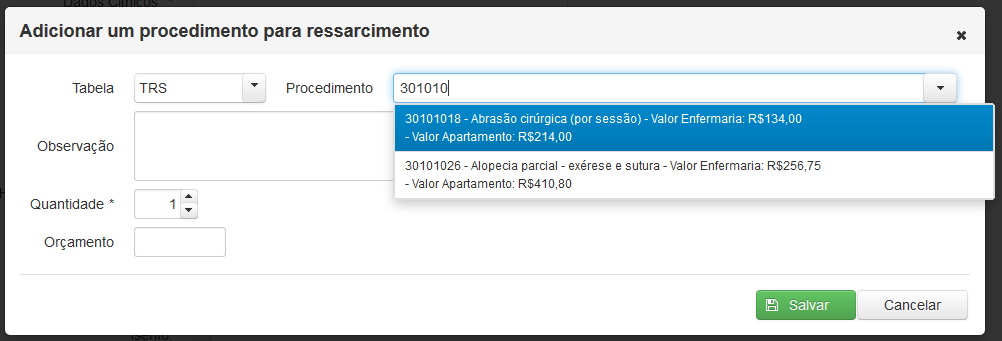 Dados Clínicos *
Adicionar um procedimento para ressarcimento
Tabela TRS Procedimento 301010
30101018 - Abrasão cirúrgica (por sessão) - Valor Enfermaria: R$134,00
- Valor Apartamento: R$214,00
Observação
30101026 - Alopecia parcial - exérese e sutura - Valor Enfermaria: R$256,75
- Valor Apartamento: R$410,80
Quantidade * 1
Orçamento
Salvar Cancelar